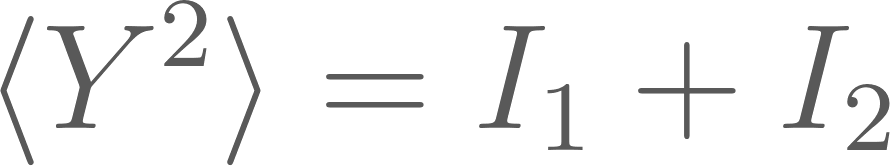 ⟨Y²⟩ = I₁ + I₂